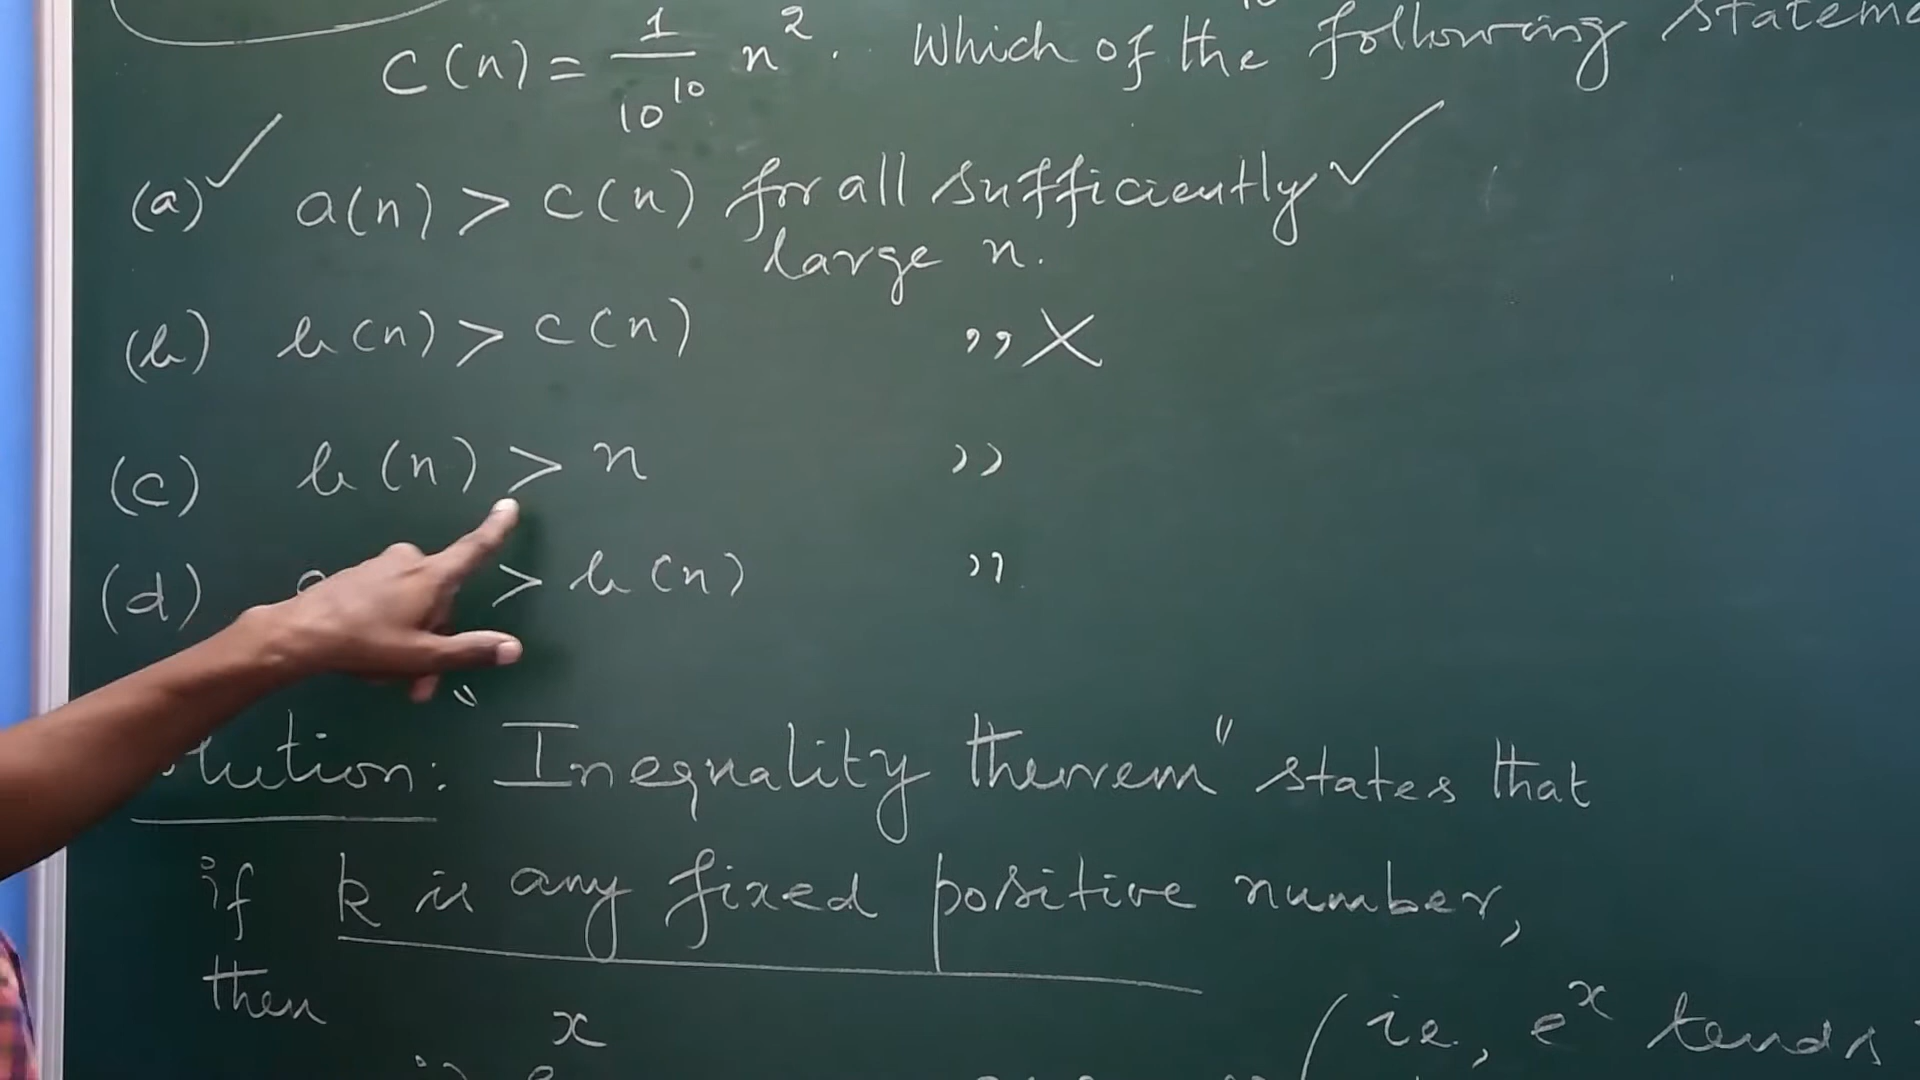 c(n) = 1/10^10 n². Which of the following
(a) ✓ a(n) > c(n) for all sufficiently ✓
large n.
(b) b(n) > c(n) ,, X
(c) b(n) > n ,,
(d) > b(n) ,,
"Inequality theorem" states that
if k is any fixed positive number,
then
x (ie, e^x tends